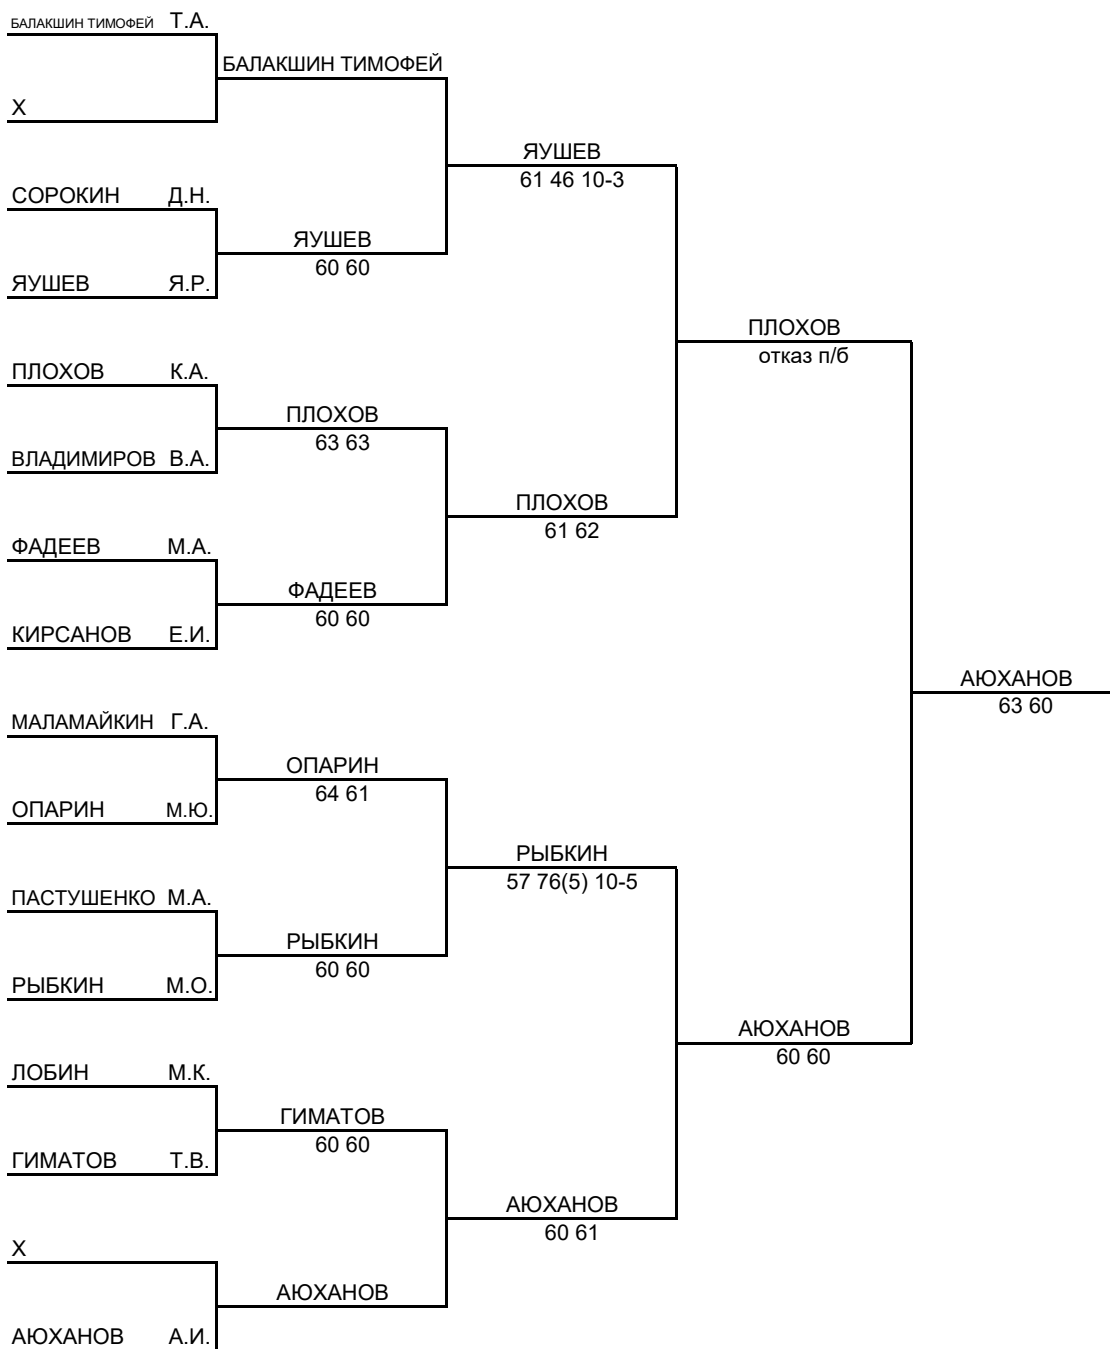 БАЛАКШИН ТИМОФЕЙ Т.А.
БАЛАКШИН ТИМОФЕЙ
Х
ЯУШЕВ
61 46 10-3
СОРОКИН Д.Н.
ЯУШЕВ
60 60
ЯУШЕВ Я.Р.
ПЛОХОВ
отказ п/б
ПЛОХОВ К.А.
ПЛОХОВ
63 63
ВЛАДИМИРОВ В.А.
ПЛОХОВ
61 62
ФАДЕЕВ М.А.
ФАДЕЕВ
60 60
КИРСАНОВ Е.И.
АЮХАНОВ
63 60
МАЛАМАЙКИН Г.А.
ОПАРИН
64 61
ОПАРИН М.Ю.
РЫБКИН
57 76(5) 10-5
ПАСТУШЕНКО М.А.
РЫБКИН
60 60
РЫБКИН М.О.
АЮХАНОВ
60 60
ЛОБИН М.К.
ГИМАТОВ
60 60
ГИМАТОВ Т.В.
АЮХАНОВ
60 61
Х
АЮХАНОВ
АЮХАНОВ А.И.